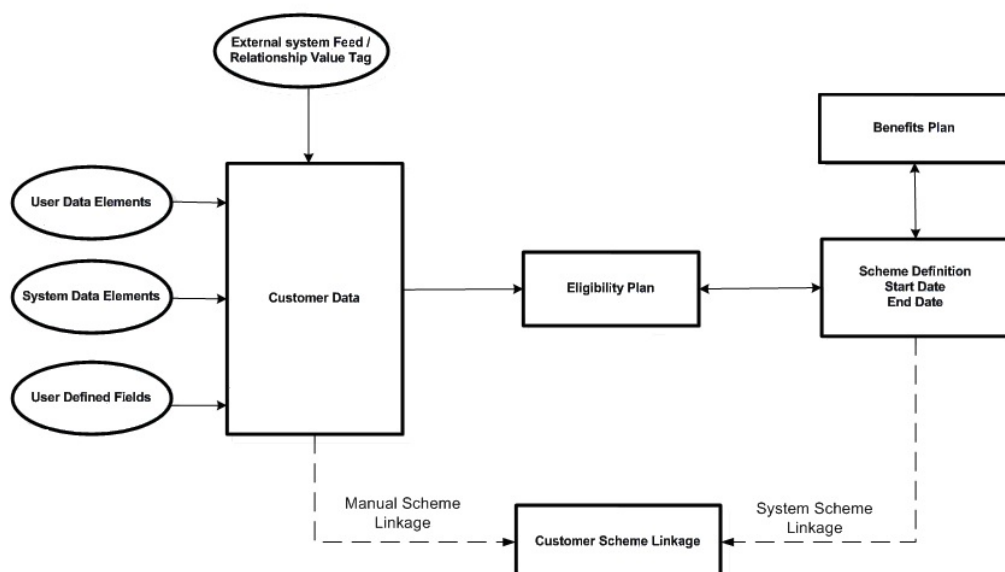 External system Feed /
Relationship Value Tag
Benefits Plan
User Data Elements
System Data Elements
Customer Data
Eligibility Plan
Scheme Definition
Start Date
End Date
User Defined Fields
Manual Scheme
Linkage
System Scheme
Linkage
Customer Scheme Linkage